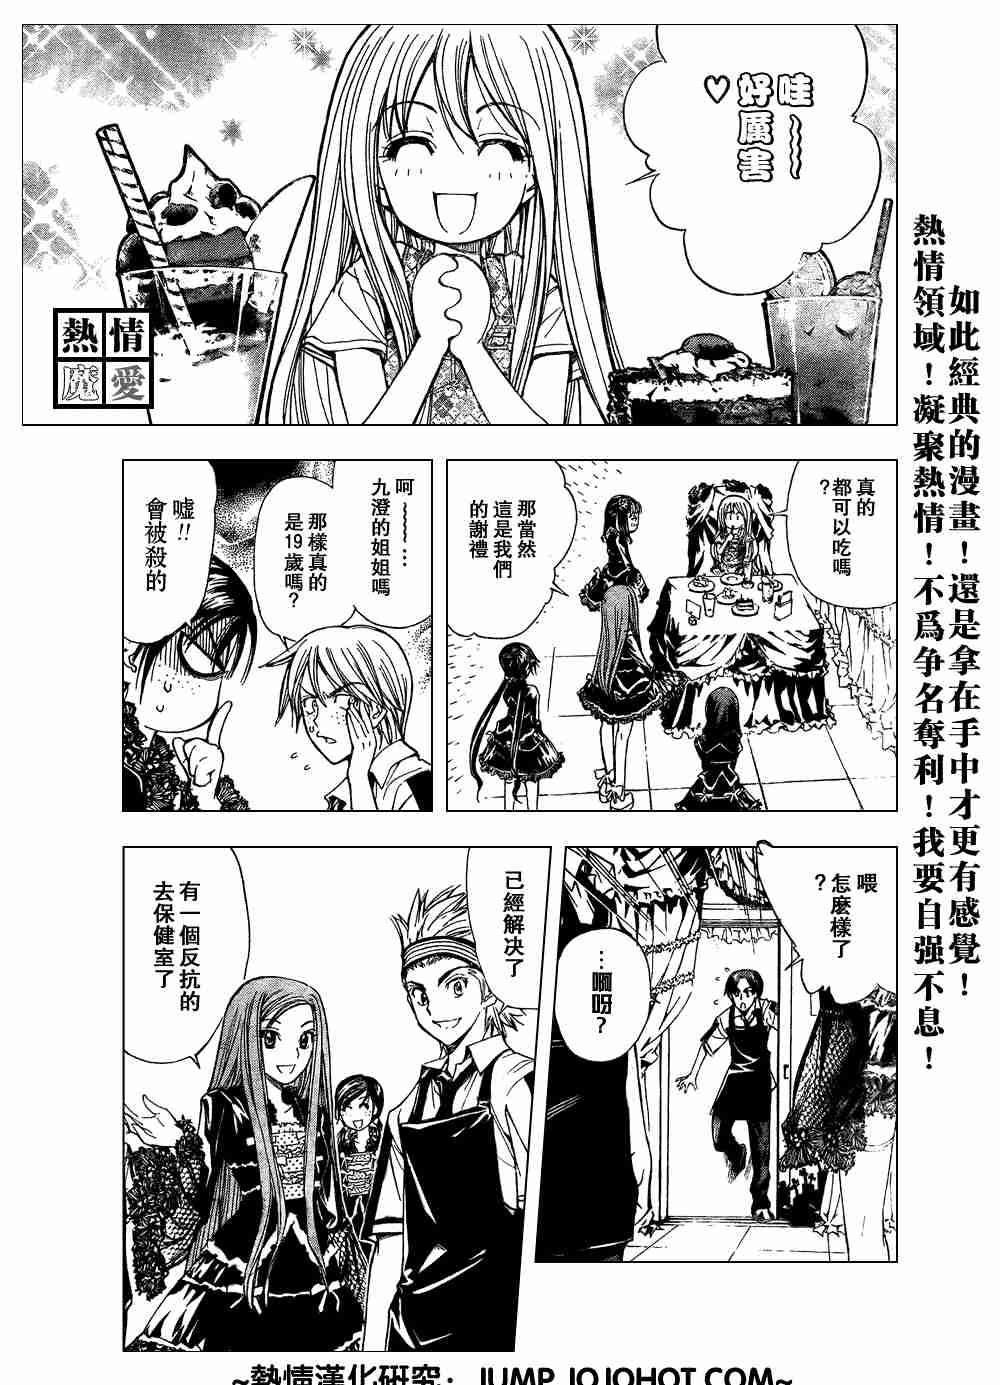 哇~~
好厲害
♥
熱情
魔愛
真的
都可以吃嗎
?
那當然
這是我們
的謝禮
呵~~…
九澄的姐姐嗎
那樣真的
是19歲嗎?
噓!!
會被殺的
喂
怎麽樣了
?
…啊呀?
已經解決了
有一個反抗的
去保健室了
如此經典的漫畫!還是拿在手中才更有感覺!
熱情領域!凝聚熱情!不爲争名奪利!我要自强不息!
~熱情漢化研究: JUMP.JOJOHOT.COM~